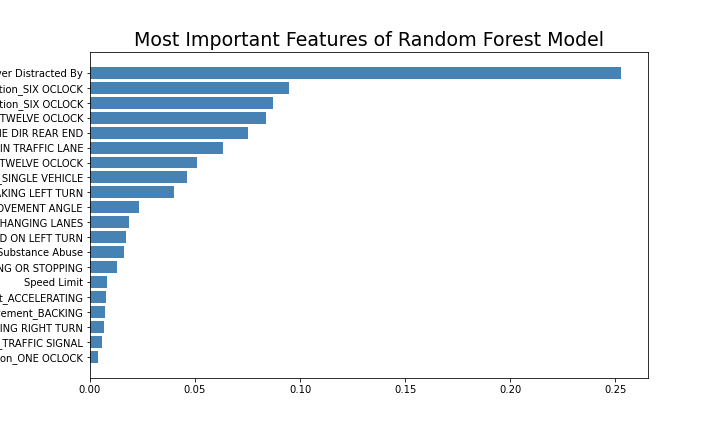 Most Important Features of Random Forest Model
ver Distracted By
tion_SIX OCLOCK
tion_SIX OCLOCK
TWELVE OCLOCK
IE DIR REAR END
IN TRAFFIC LANE
TWELVE OCLOCK
_SINGLE VEHICLE
AKING LEFT TURN
OVEMENT ANGLE
HANGING LANES
D ON LEFT TURN
Substance Abuse
NG OR STOPPING
Speed Limit
t_ACCELERATING
ement_BACKING
ING RIGHT TURN
_TRAFFIC SIGNAL
on_ONE OCLOCK
0.00 0.05 0.10 0.15 0.20 0.25